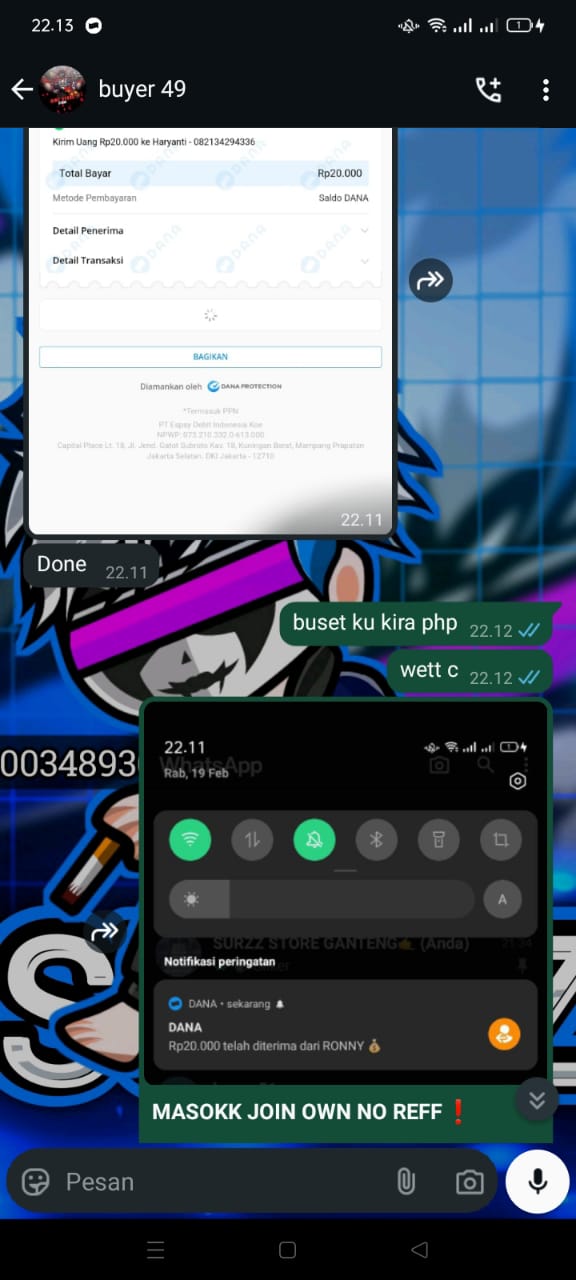 22.13
buyer 49
Kirim Uang Rp20.000 ke Haryanti - 082134294336
Total Bayar
Rp20.000
Metode Pembayaran
Saldo DANA
Detail Penerima
Detail Transaksi
BAGIKAN
Diamankan oleh DANA PROTECTION
*Termasuk PPN
PT Espay Debit Indonesia Koe
NPWP: 073.210.332.0-613.000
Capital Place Lt. 18, Jl. Jend. Gatot Subroto Kav. 18, Kuningan Barat, Mampang Prapatan
Jakarta Selatan, DKI Jakarta - 12710
22.11
Done 22.11
buset ku kira php 22.12
wett c 22.12
0034893
22.11
WhatsApp
Rab, 19 Feb
A
SURZZ STORE GANTENG (Anda)
21.34
Notifikasi peringatan
DANA • sekarang
DANA
Rp20.000 telah diterima dari RONNY 💰
MASOKK JOIN OWN NO REFF❗
Pesan